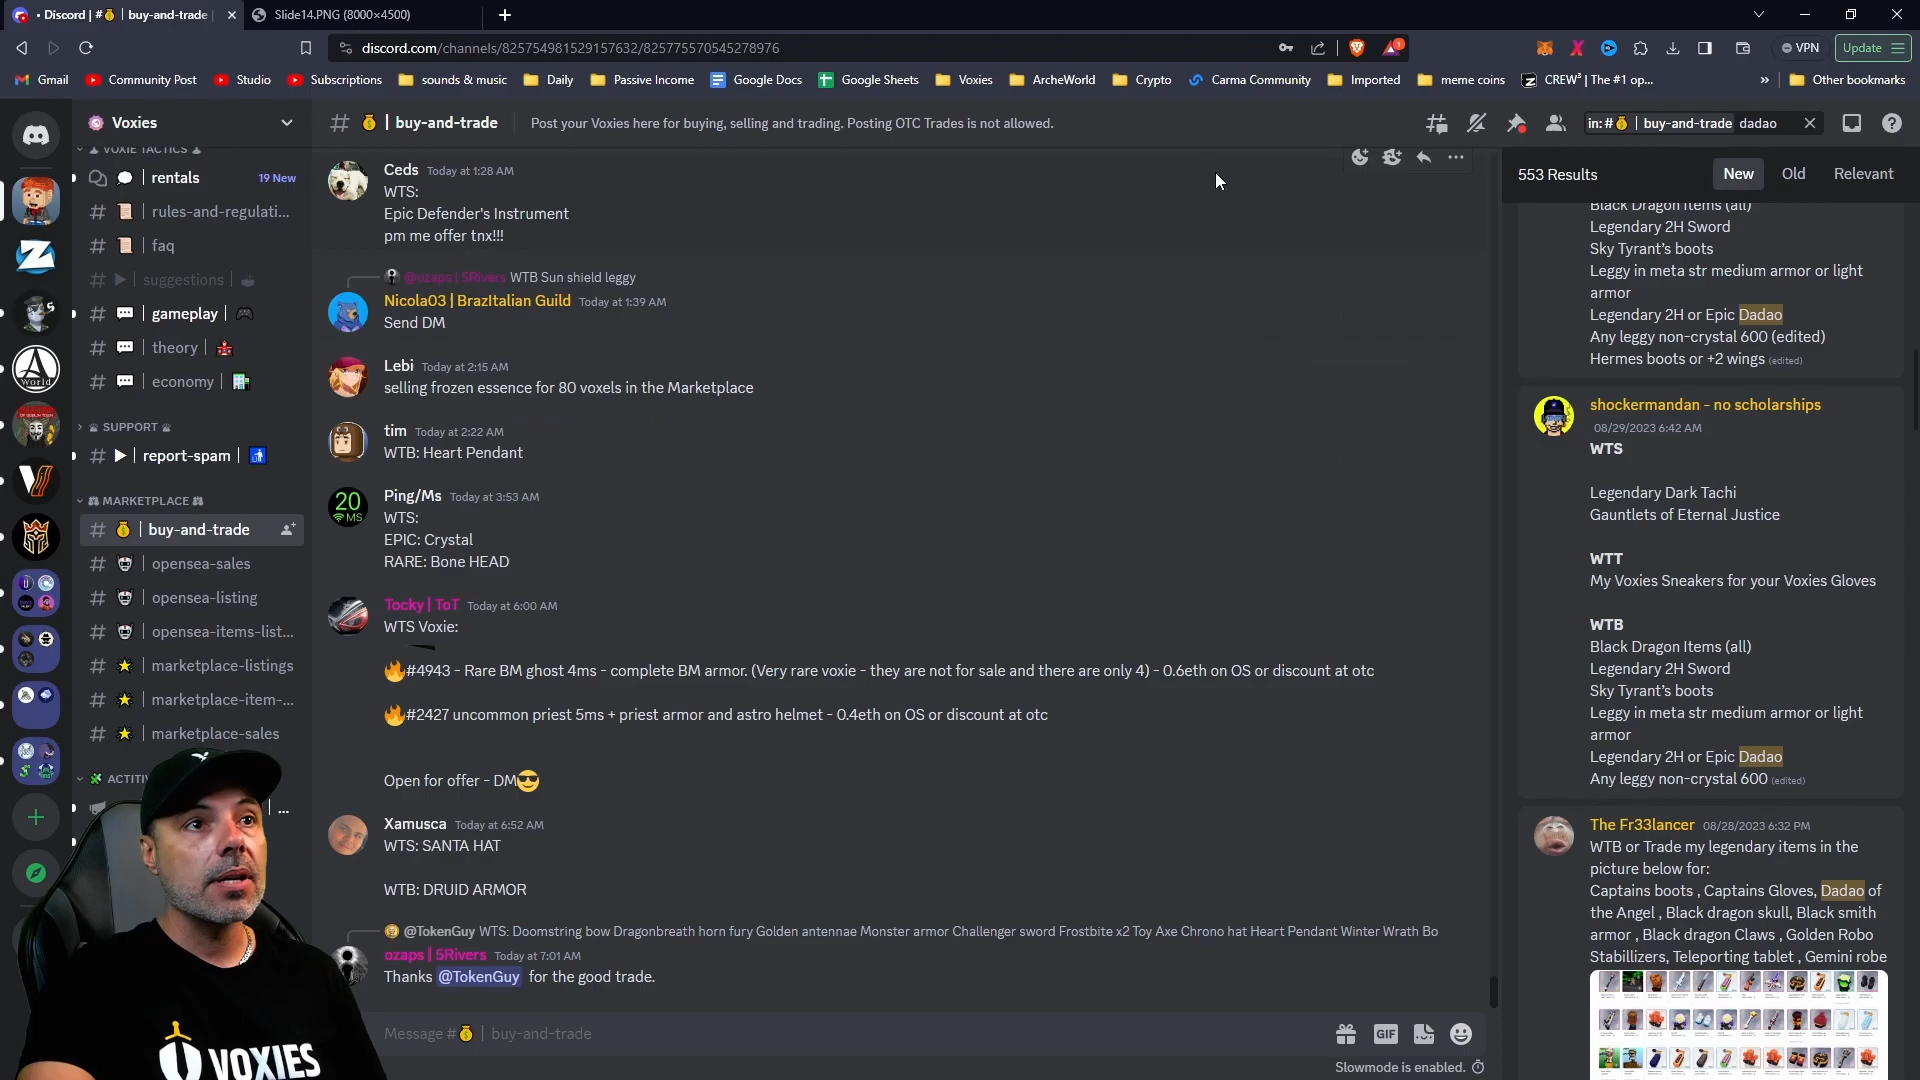 • Discord | # | buy-and-trade
Slide14.PNG (8000×4500)
discord.com/channels/825754981529157632/825775570545278976
1
VPN
Update
Gmail
Community Post
Studio
Subscriptions
sounds & music
Daily
Passive Income
Google Docs
Google Sheets
Voxies
ArcheWorld
Crypto
Carma Community
Imported
meme coins
CREW³ | The #1 op...
»
Other bookmarks
Voxies
VOXIE TACTICS
rentals
19 New
# | rules-and-regulati...
# | faq
# | suggestions |
# | gameplay |
# | theory |
# | economy |
SUPPORT
# | report-spam |
MARKETPLACE
# | buy-and-trade
# | opensea-sales
# | opensea-listing
# | opensea-items-list...
# | marketplace-listings
# | marketplace-item-...
# | marketplace-sales
World
VOXIES
# | buy-and-trade
Post your Voxies here for buying, selling and trading. Posting OTC Trades is not allowed.
in:# | buy-and-trade dadao
Ceds Today at 1:28 AM
WTS:
Epic Defender's Instrument
pm me offer tnx!!!
@ozaps | 5Rivers WTB Sun shield leggy
Nicola03 | BrazItalian Guild Today at 1:39 AM
Send DM
Lebi Today at 2:15 AM
selling frozen essence for 80 voxels in the Marketplace
tim Today at 2:22 AM
WTB: Heart Pendant
20
MS
Ping/Ms Today at 3:53 AM
WTS:
EPIC: Crystal
RARE: Bone HEAD
Tocky | ToT Today at 6:00 AM
WTS Voxie:
🔥#4943 - Rare BM ghost 4ms - complete BM armor. (Very rare voxie - they are not for sale and there are only 4) - 0.6eth on OS or discount at otc
🔥#2427 uncommon priest 5ms + priest armor and astro helmet - 0.4eth on OS or discount at otc
Open for offer - DM😎
Xamusca Today at 6:52 AM
WTS: SANTA HAT
WTB: DRUID ARMOR
@TokenGuy WTS: Doomstring bow Dragonbreath horn fury Golden antennae Monster armor Challenger sword Frostbite x2 Toy Axe Chrono hat Heart Pendant Winter Wrath Bo
ozaps | 5Rivers Today at 7:01 AM
Thanks @TokenGuy for the good trade.
Message # | buy-and-trade
GIF
Slowmode is enabled.
553 Results
New
Old
Relevant
Black Dragon Items (all)
Legendary 2H Sword
Sky Tyrant's boots
Leggy in meta str medium armor or light
armor
Legendary 2H or Epic Dadao
Any leggy non-crystal 600 (edited)
Hermes boots or +2 wings (edited)
shockermandan - no scholarships
08/29/2023 6:42 AM
WTS
Legendary Dark Tachi
Gauntlets of Eternal Justice
WTT
My Voxies Sneakers for your Voxies Gloves
WTB
Black Dragon Items (all)
Legendary 2H Sword
Sky Tyrant's boots
Leggy in meta str medium armor or light
armor
Legendary 2H or Epic Dadao
Any leggy non-crystal 600 (edited)
The Fr33lancer 08/28/2023 6:32 PM
WTB or Trade my legendary items in the
picture below for:
Captains boots , Captains Gloves, Dadao of
the Angel , Black dragon skull, Black smith
armor , Black dragon Claws , Golden Robo
Stabillizers, Teleporting tablet , Gemini robe